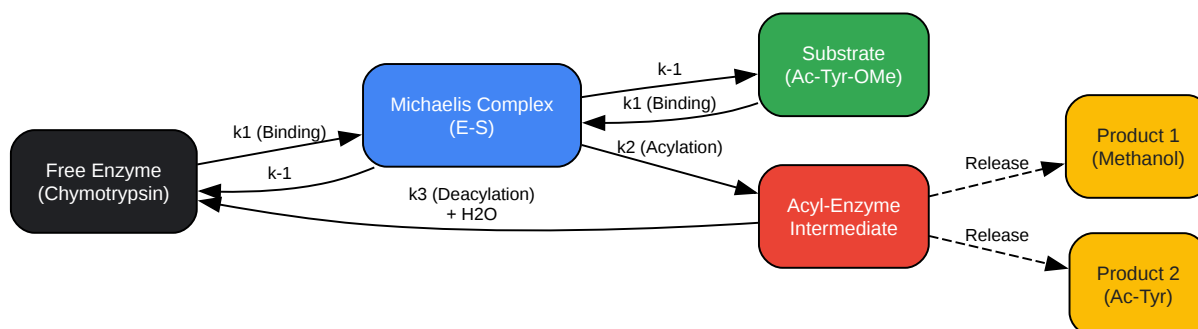 Free Enzyme
(Chymotrypsin)
k1 (Binding)
k-1
Michaelis Complex
(E-S)
k-1
k1 (Binding)
Substrate
(Ac-Tyr-OMe)
k2 (Acylation)
k3 (Deacylation)
+ H2O
Acyl-Enzyme
Intermediate
Release
Product 1
(Methanol)
Release
Product 2
(Ac-Tyr)